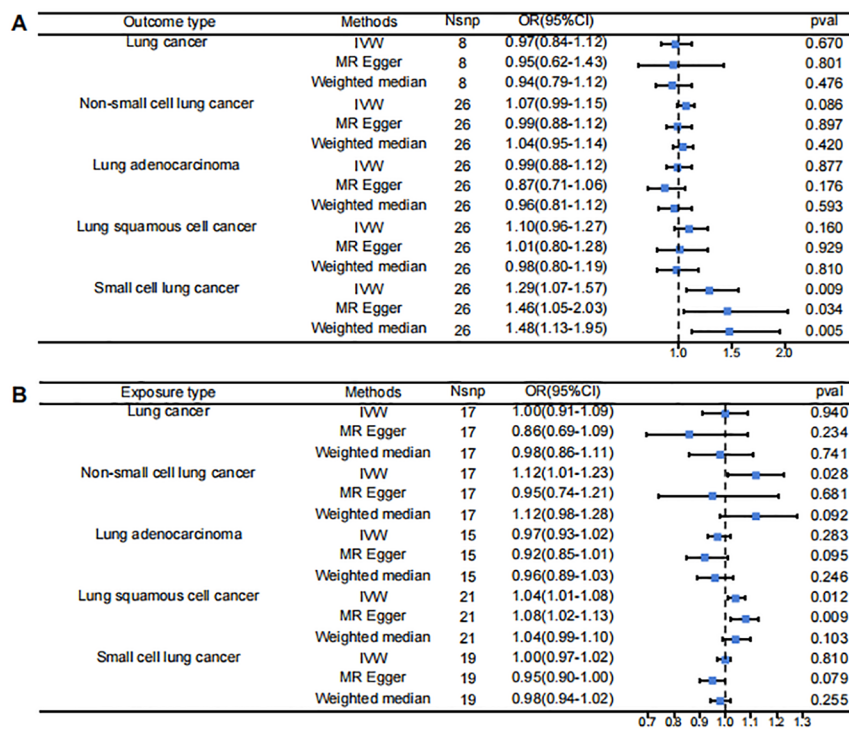 A
Outcome type Methods Nsnp OR(95%CI) pval
Lung cancer IVW 8 0.97(0.84-1.12) 0.670
MR Egger 8 0.95(0.62-1.43) 0.801
Weighted median 8 0.94(0.79-1.12) 0.476
Non-small cell lung cancer IVW 26 1.07(0.99-1.15) 0.086
MR Egger 26 0.99(0.88-1.12) 0.897
Weighted median 26 1.04(0.95-1.14) 0.420
Lung adenocarcinoma IVW 26 0.99(0.88-1.12) 0.877
MR Egger 26 0.87(0.71-1.06) 0.176
Weighted median 26 0.96(0.81-1.12) 0.593
Lung squamous cell cancer IVW 26 1.10(0.96-1.27) 0.160
MR Egger 26 1.01(0.80-1.28) 0.929
Weighted median 26 0.98(0.80-1.19) 0.810
Small cell lung cancer IVW 26 1.29(1.07-1.57) 0.009
MR Egger 26 1.46(1.05-2.03) 0.034
Weighted median 26 1.48(1.13-1.95) 0.005
1.0 1.5 2.0
B
Exposure type Methods Nsnp OR(95%CI) pval
Lung cancer IVW 17 1.00(0.91-1.09) 0.940
MR Egger 17 0.86(0.69-1.09) 0.234
Weighted median 17 0.98(0.86-1.11) 0.741
Non-small cell lung cancer IVW 17 1.12(1.01-1.23) 0.028
MR Egger 17 0.95(0.74-1.21) 0.681
Weighted median 17 1.12(0.98-1.28) 0.092
Lung adenocarcinoma IVW 15 0.97(0.93-1.02) 0.283
MR Egger 15 0.92(0.85-1.01) 0.095
Weighted median 15 0.96(0.89-1.03) 0.246
Lung squamous cell cancer IVW 21 1.04(1.01-1.08) 0.012
MR Egger 21 1.08(1.02-1.13) 0.009
Weighted median 21 1.04(0.99-1.10) 0.103
Small cell lung cancer IVW 19 1.00(0.97-1.02) 0.810
MR Egger 19 0.95(0.90-1.00) 0.079
Weighted median 19 0.98(0.94-1.02) 0.255
0.7 0.8 0.9 1.0 1.1 1.2 1.3